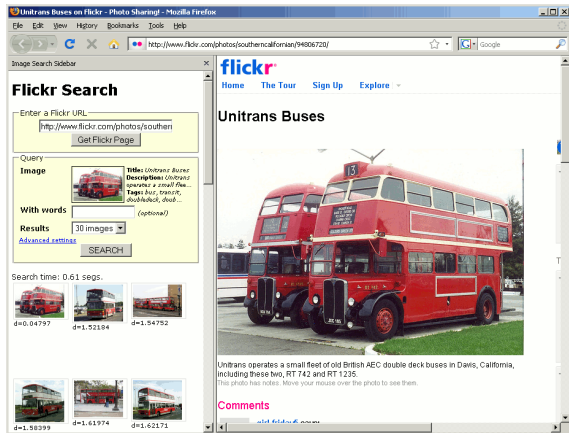 Unitrans Buses on Flickr - Photo Sharing! - Mozilla Firefox
File Edit View History Bookmarks Tools Help
http://www.flickr.com/photos/southerncalifornian/94806720/
Google
Image Search Sidebar
Flickr Search
Enter a Flickr URL
http://www.flickr.com/photos/southern
Get Flickr Page
Query
Image
Title: Unitrans Buses
Description: Unitrans
operates a small flee...
Tags: bus, transit,
doubledeck, doub...
With words
(optional)
Results
30 images
Advanced settings
SEARCH
Search time: 0.61 segs.
d=0.04797
d=1.52184
d=1.54752
d=1.58399
d=1.61974
d=1.62171
flickr
Home The Tour Sign Up Explore
Unitrans Buses
13
Unitrans operates a small fleet of old British AEC double deck buses in Davis, California,
including these two, RT 742 and RT 1235.
This photo has notes. Move your mouse over the photo to see them.
Comments